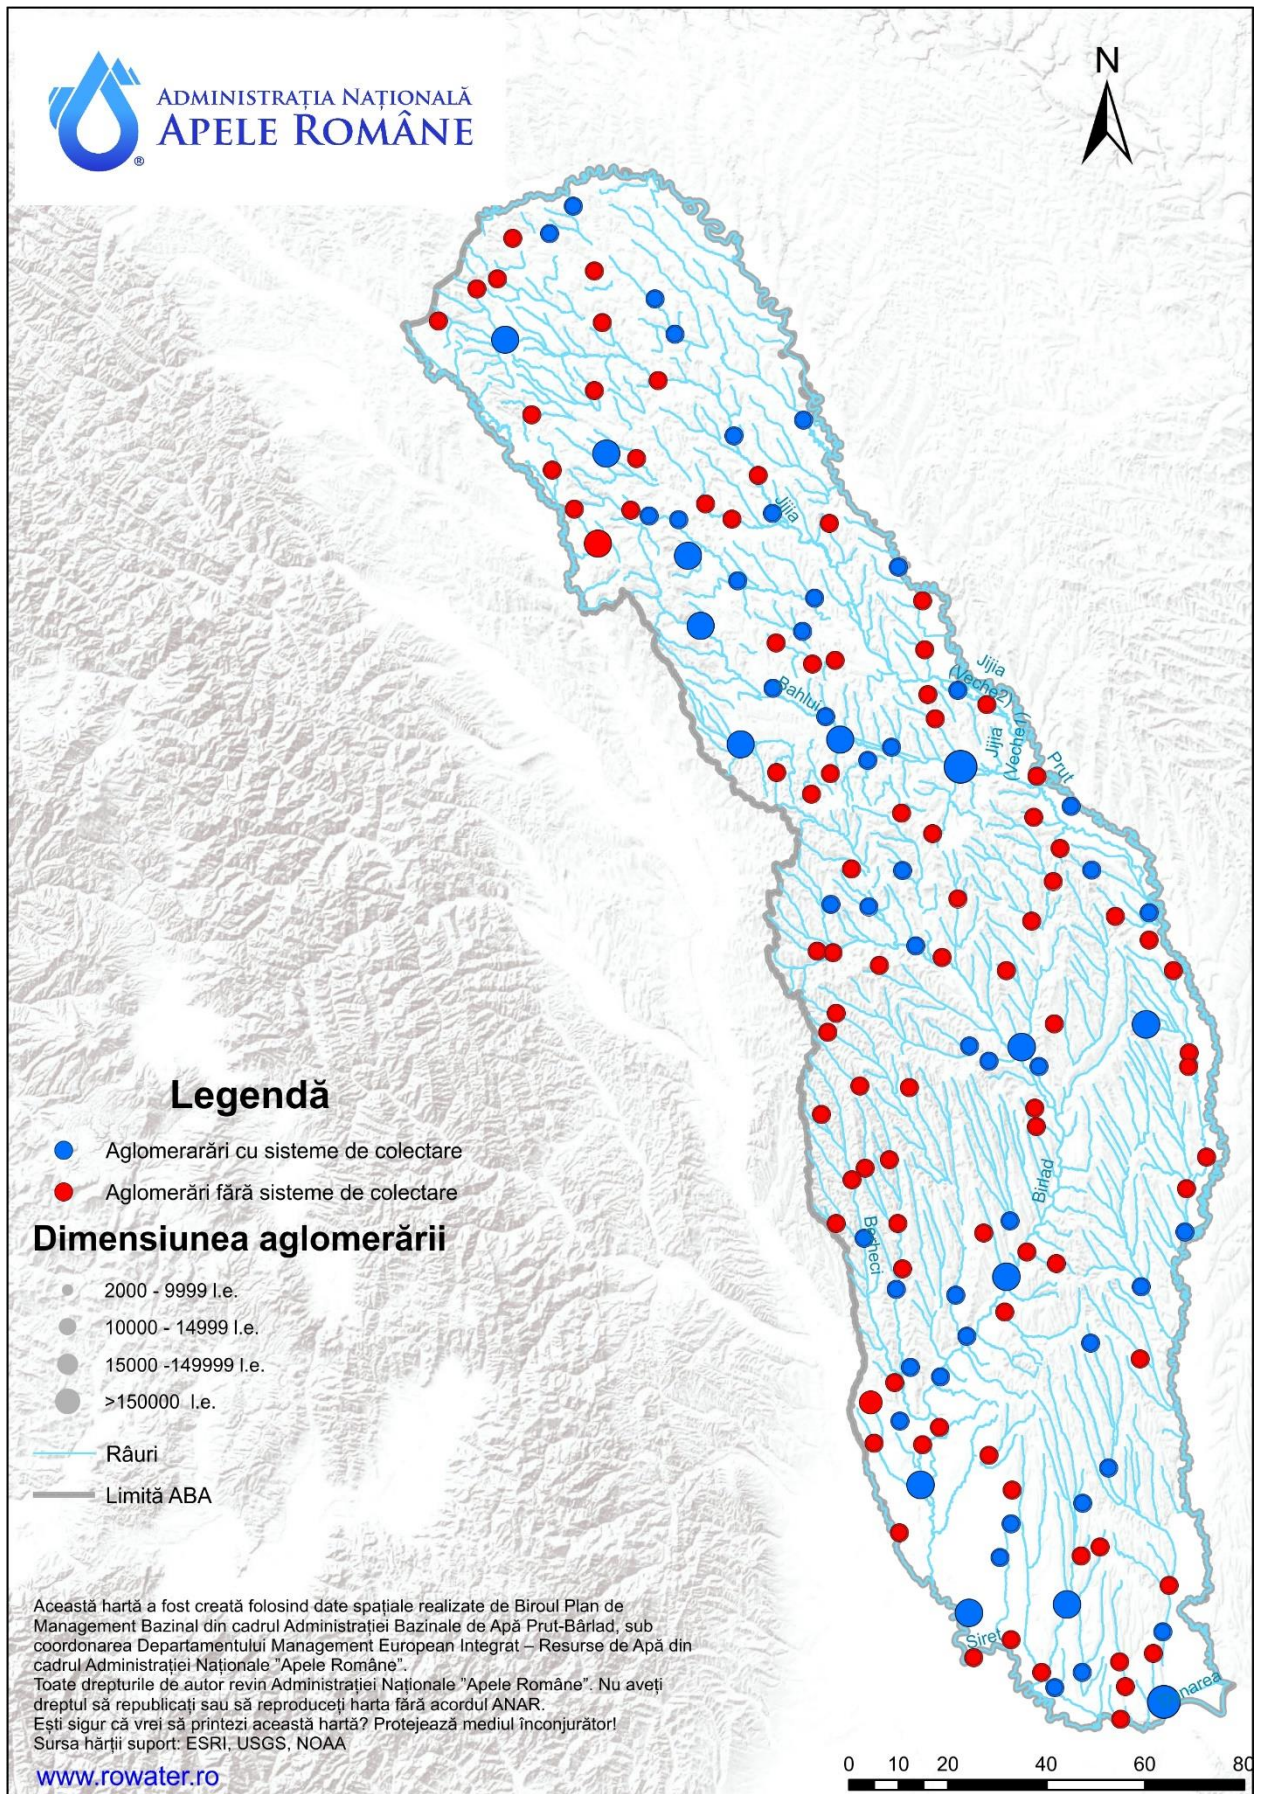 ADMINISTRAȚIA NAȚIONALĂ
APELE ROMÂNE
®
N
Jijia
Jijia
(Veche2)
Bahlui
Jijia
(Veche1)
Prut
Legendă
Aglomerarări cu sisteme de colectare
Aglomerări fără sisteme de colectare
Birlad
Dimensiunea aglomerării
2000 - 9999 l.e.
10000 - 14999 l.e.
15000 -149999 l.e.
>150000 l.e.
Râuri
Limită ABA
Această hartă a fost creată folosind date spațiale realizate de Biroul Plan de
Management Bazinal din cadrul Administrației Bazinale de Apă Prut-Bârlad, sub
coordonarea Departamentului Management European Integrat – Resurse de Apă din
cadrul Administrației Naționale "Apele Române".
Toate drepturile de autor revin Administrației Naționale "Apele Române". Nu aveți
dreptul să republicați sau să reproduceți harta fără acordul ANAR.
Ești sigur că vrei să printezi această hartă? Protejează mediul înconjurător!
Sursa hărții suport: ESRI, USGS, NOAA
Siret
www.rowater.ro
0 10 20 40 60 80